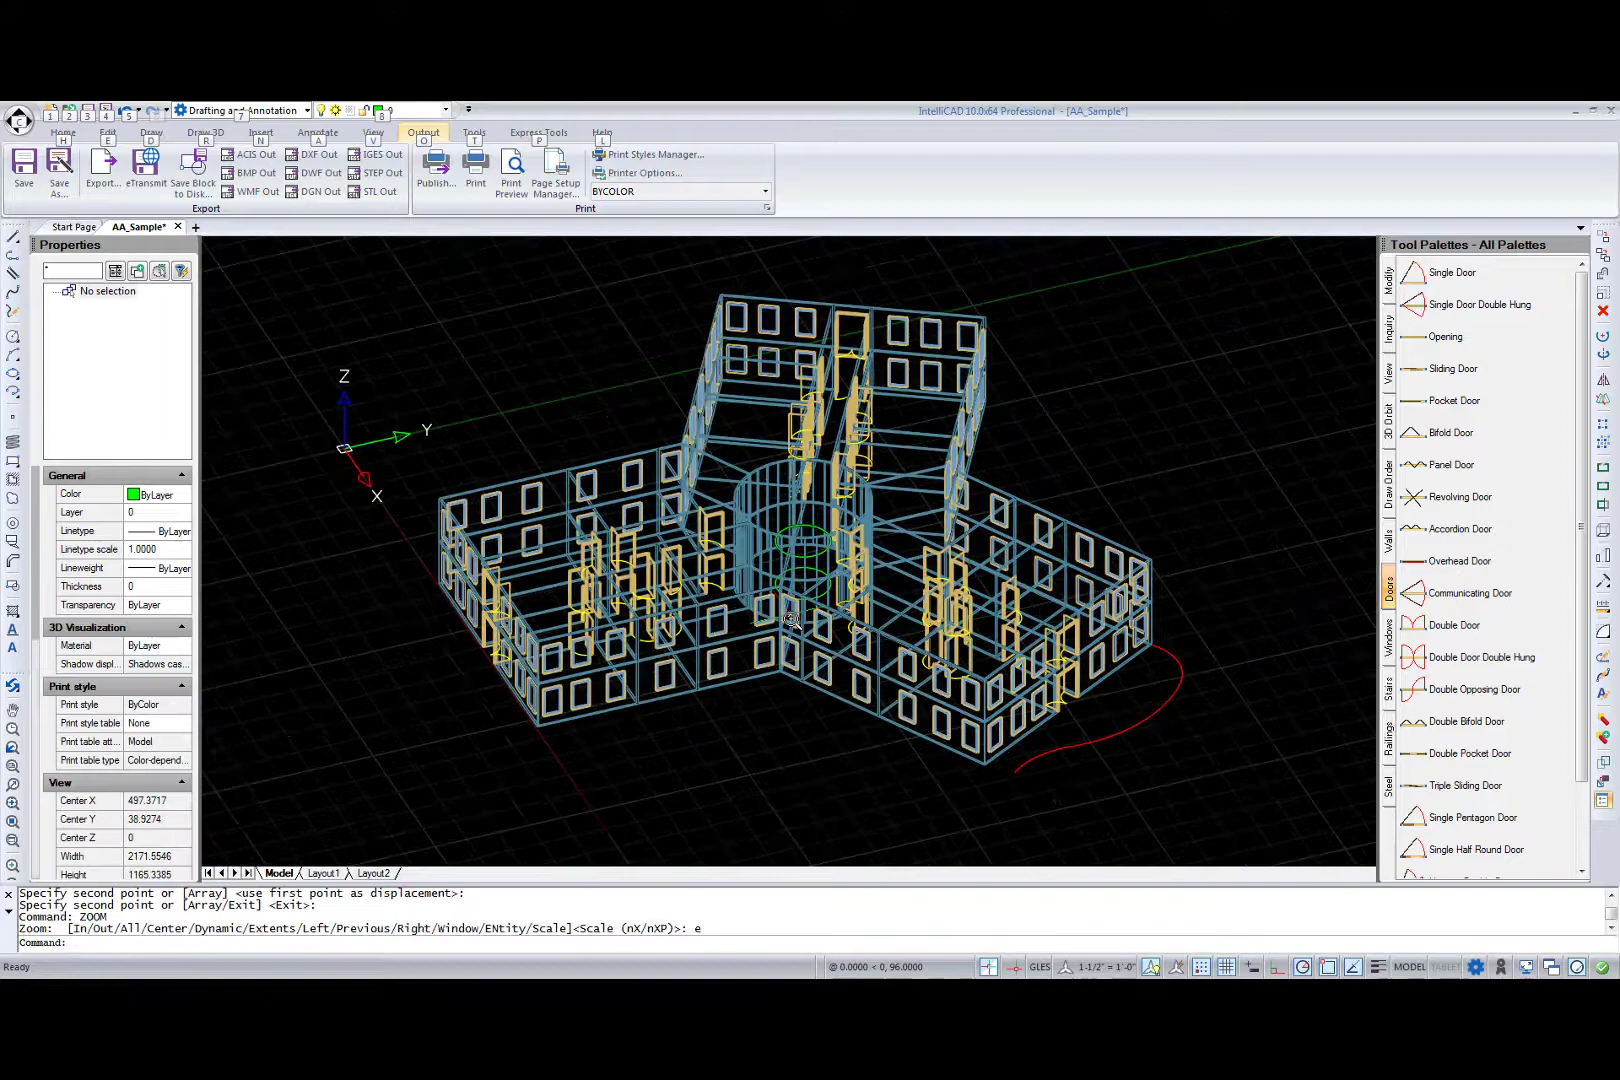 1 2 3 4 5 Drafting and Annotation 7 8 0
IntelliCAD 10.0x64 Professional - [AA_Sample*]
C
Home Edit Draw Draw 3D Insert Annotate View Output Tools Express Tools Help
H E D R N A V O T P L
Save
Save As...
Export...
eTransmit
Save Block to Disk...
ACIS Out DXF Out IGES Out
BMP Out DWF Out STEP Out
WMF Out DGN Out STL Out
Export
Publish...
Print
Print Preview
Page Setup Manager...
Print Styles Manager...
Printer Options...
BYCOLOR
Print
Start Page AA_Sample*
Properties
No selection
General
Color ByLayer
Layer 0
Linetype ByLayer
Linetype scale 1.0000
Lineweight ByLayer
Thickness 0
Transparency ByLayer
3D Visualization
Material ByLayer
Shadow displ... Shadows cas...
Print style
Print style ByColor
Print style table None
Print table att... Model
Print table type Color-depend...
View
Center X 497.3717
Center Y 38.9274
Center Z 0
Width 2171.5546
Height 1165.3385
Z
Y
X
Tool Palettes - All Palettes
Modify
Inquiry
View
3D Orbit
Draw Order
Walls
Doors
Windows
Stairs
Railings
Steel
Single Door
Single Door Double Hung
Opening
Sliding Door
Pocket Door
Bifold Door
Panel Door
Revolving Door
Accordion Door
Overhead Door
Communicating Door
Double Door
Double Door Double Hung
Double Opposing Door
Double Bifold Door
Double Pocket Door
Triple Sliding Door
Single Pentagon Door
Single Half Round Door
Model Layout1 Layout2
Specify second point or [Array] <use first point as displacement>:
Specify second point or [Array/Exit] <Exit>:
Command: ZOOM
Zoom: [In/Out/All/Center/Dynamic/Extents/Left/Previous/Right/Window/ENtity/Scale]<Scale (nX/nXP)>: e
Command:
Ready
@ 0.0000 < 0, 96.0000
GLES
1-1/2" = 1'-0"
MODEL
TABLET